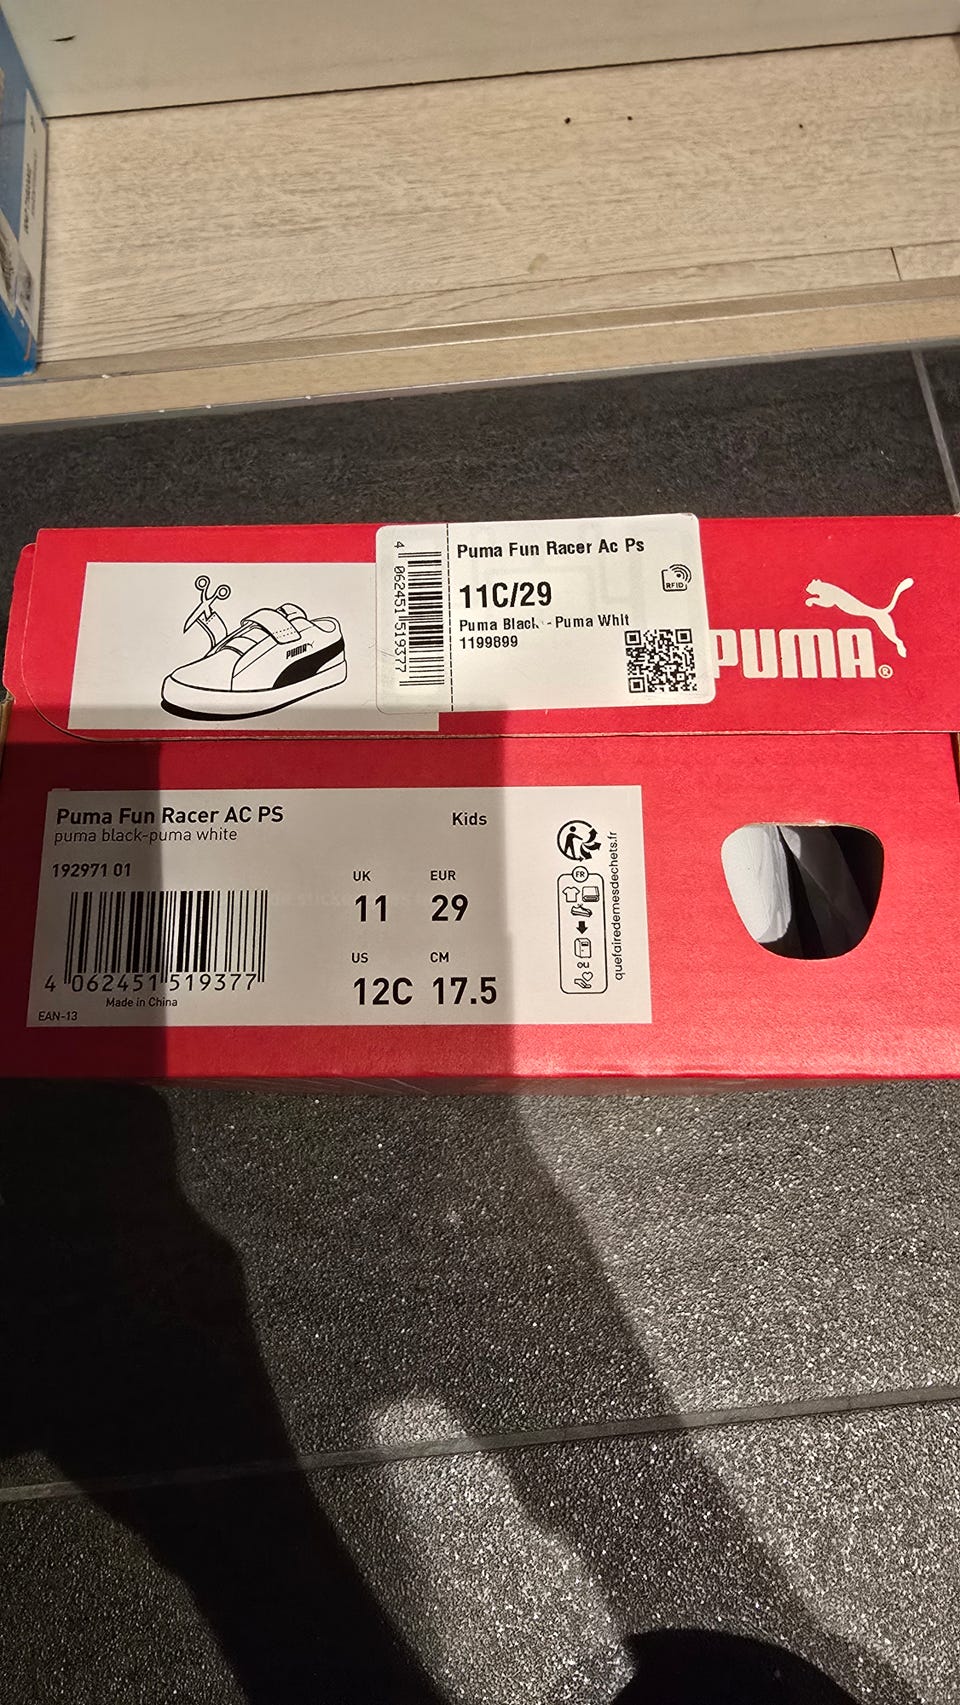 Puma Fun Racer Ac Ps
RFID
11C/29
Puma Black - Puma Whit
1199899
4 062451 519377
PUMA
PUMA®
Puma Fun Racer AC PS
puma black-puma white
Kids
192971 01
UK EUR
11 29
US CM
12C 17.5
4 062451 519377
Made in China
EAN-13
FR
ou
quefairedemesdechets.fr